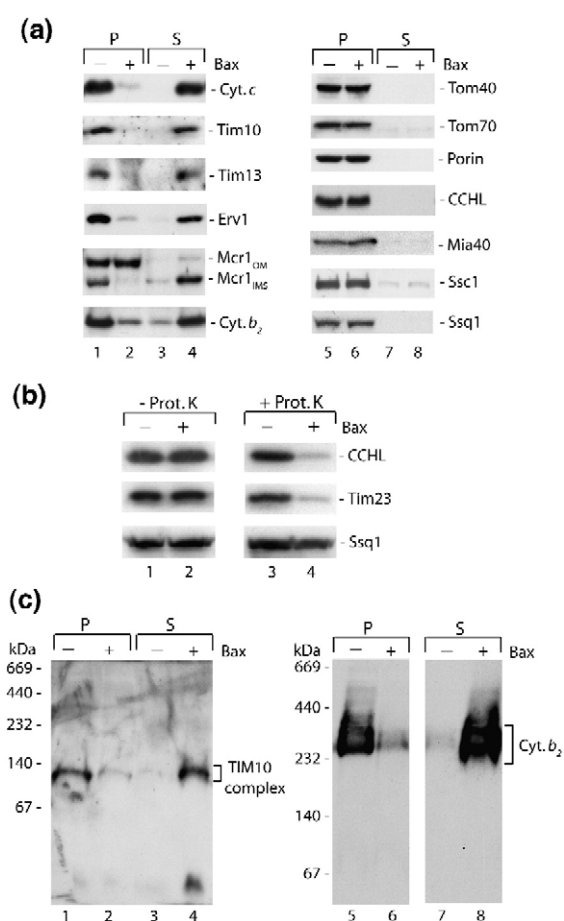 (a)
P S
— + — + Bax
- Cyt. c
- Tim10
- Tim13
- Erv1
- Mcr1OM
- Mcr1IMS
- Cyt. b2
1 2 3 4
P S
— + — + Bax
- Tom40
- Tom70
- Porin
- CCHL
- Mia40
- Ssc1
- Ssq1
5 6 7 8
(b)
- Prot. K + Prot. K
— + — + Bax
- CCHL
- Tim23
- Ssq1
1 2 3 4
(c)
P S
kDa — + — + Bax
669 -
440 -
232 -
140 -
67 -
TIM10
complex
1 2 3 4
P S
kDa — + — + Bax
669 -
440 -
232 -
140 -
67 -
Cyt. b2
5 6 7 8